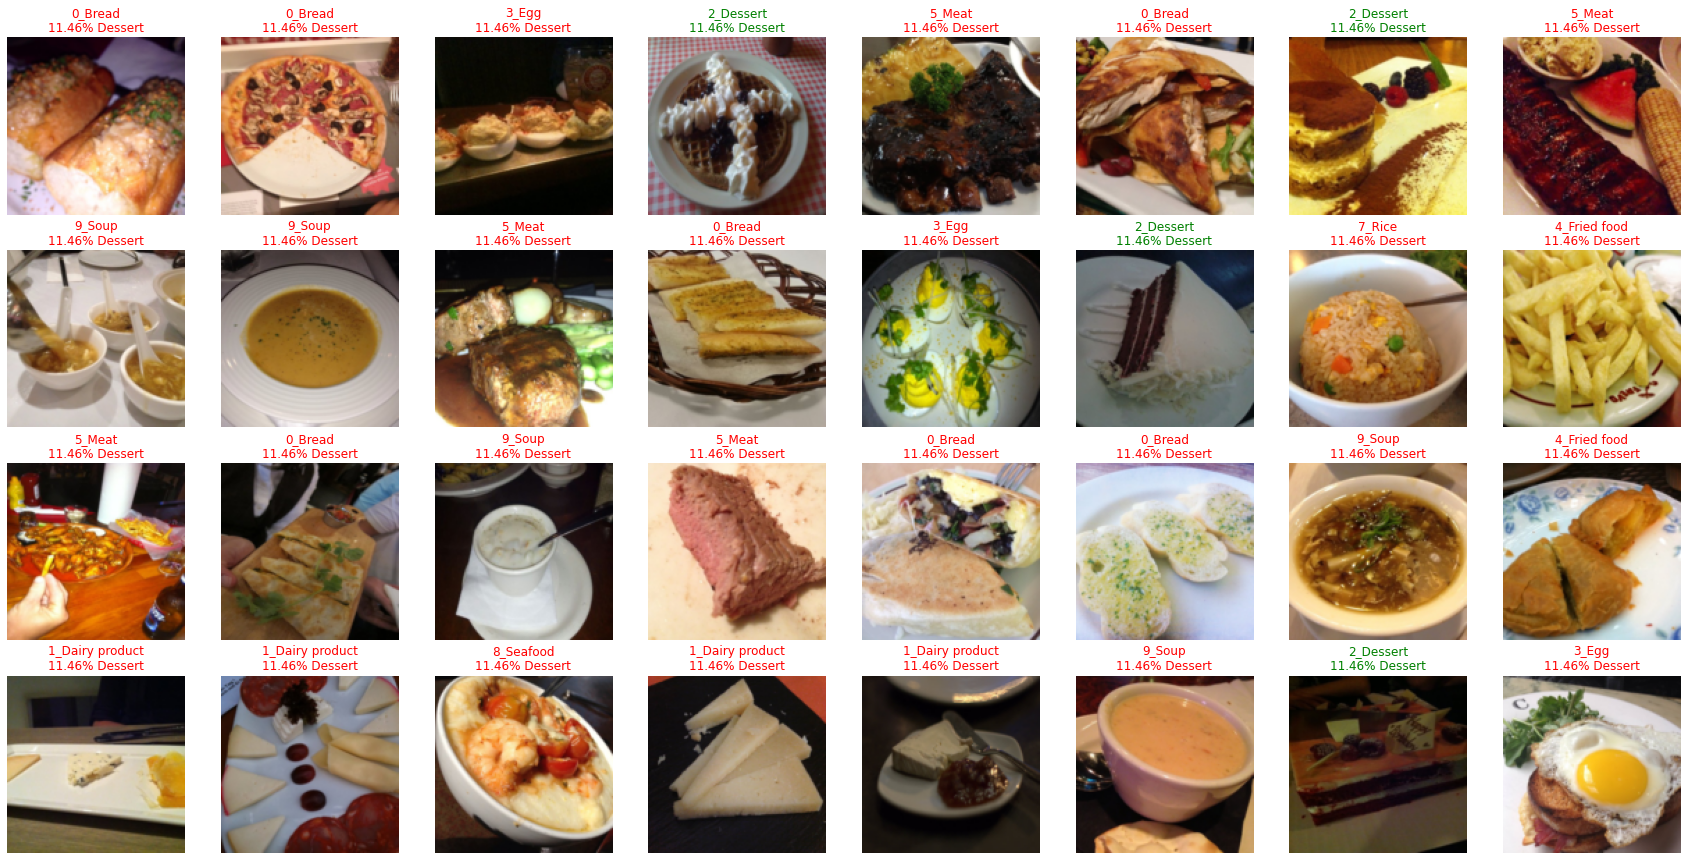 0_Bread
11.46% Dessert
0_Bread
11.46% Dessert
3_Egg
11.46% Dessert
2_Dessert
11.46% Dessert
5_Meat
11.46% Dessert
0_Bread
11.46% Dessert
2_Dessert
11.46% Dessert
5_Meat
11.46% Dessert
9_Soup
11.46% Dessert
9_Soup
11.46% Dessert
5_Meat
11.46% Dessert
0_Bread
11.46% Dessert
3_Egg
11.46% Dessert
2_Dessert
11.46% Dessert
7_Rice
11.46% Dessert
4_Fried food
11.46% Dessert
5_Meat
11.46% Dessert
0_Bread
11.46% Dessert
9_Soup
11.46% Dessert
5_Meat
11.46% Dessert
0_Bread
11.46% Dessert
0_Bread
11.46% Dessert
9_Soup
11.46% Dessert
4_Fried food
11.46% Dessert
1_Dairy product
11.46% Dessert
1_Dairy product
11.46% Dessert
8_Seafood
11.46% Dessert
1_Dairy product
11.46% Dessert
1_Dairy product
11.46% Dessert
9_Soup
11.46% Dessert
2_Dessert
11.46% Dessert
3_Egg
11.46% Dessert